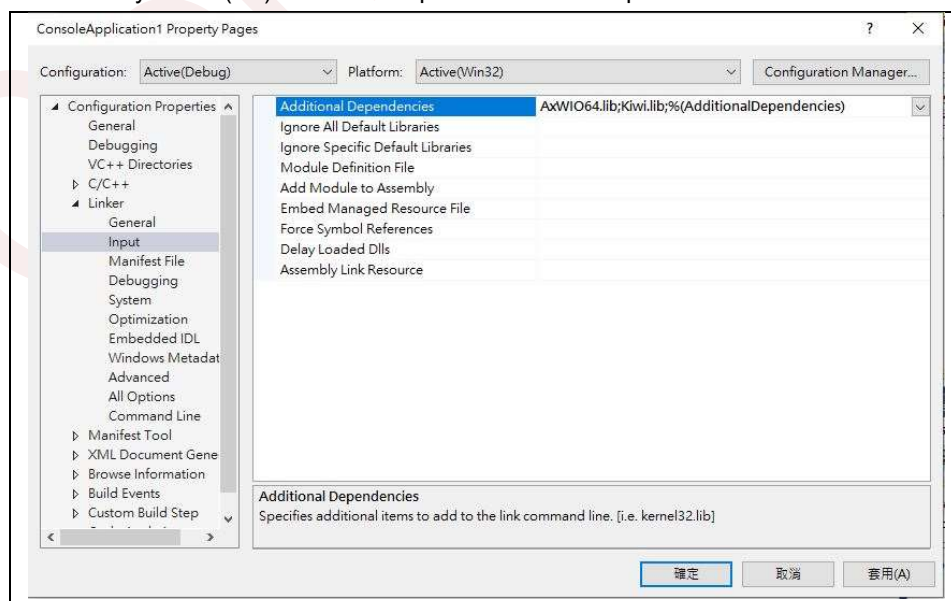 ConsoleApplication1 Property Pages
? X
Configuration: Active(Debug) Platform: Active(Win32) Configuration Manager...
Configuration Properties
General
Debugging
VC++ Directories
C/C++
Linker
General
Input
Manifest File
Debugging
System
Optimization
Embedded IDL
Windows Metadat
Advanced
All Options
Command Line
Manifest Tool
XML Document Gene
Browse Information
Build Events
Custom Build Step
Additional Dependencies AxWIO64.lib;Kiwi.lib;%(AdditionalDependencies)
Ignore All Default Libraries
Ignore Specific Default Libraries
Module Definition File
Add Module to Assembly
Embed Managed Resource File
Force Symbol References
Delay Loaded Dlls
Assembly Link Resource
Additional Dependencies
Specifies additional items to add to the link command line. [i.e. kernel32.lib]
確定 取消 套用(A)